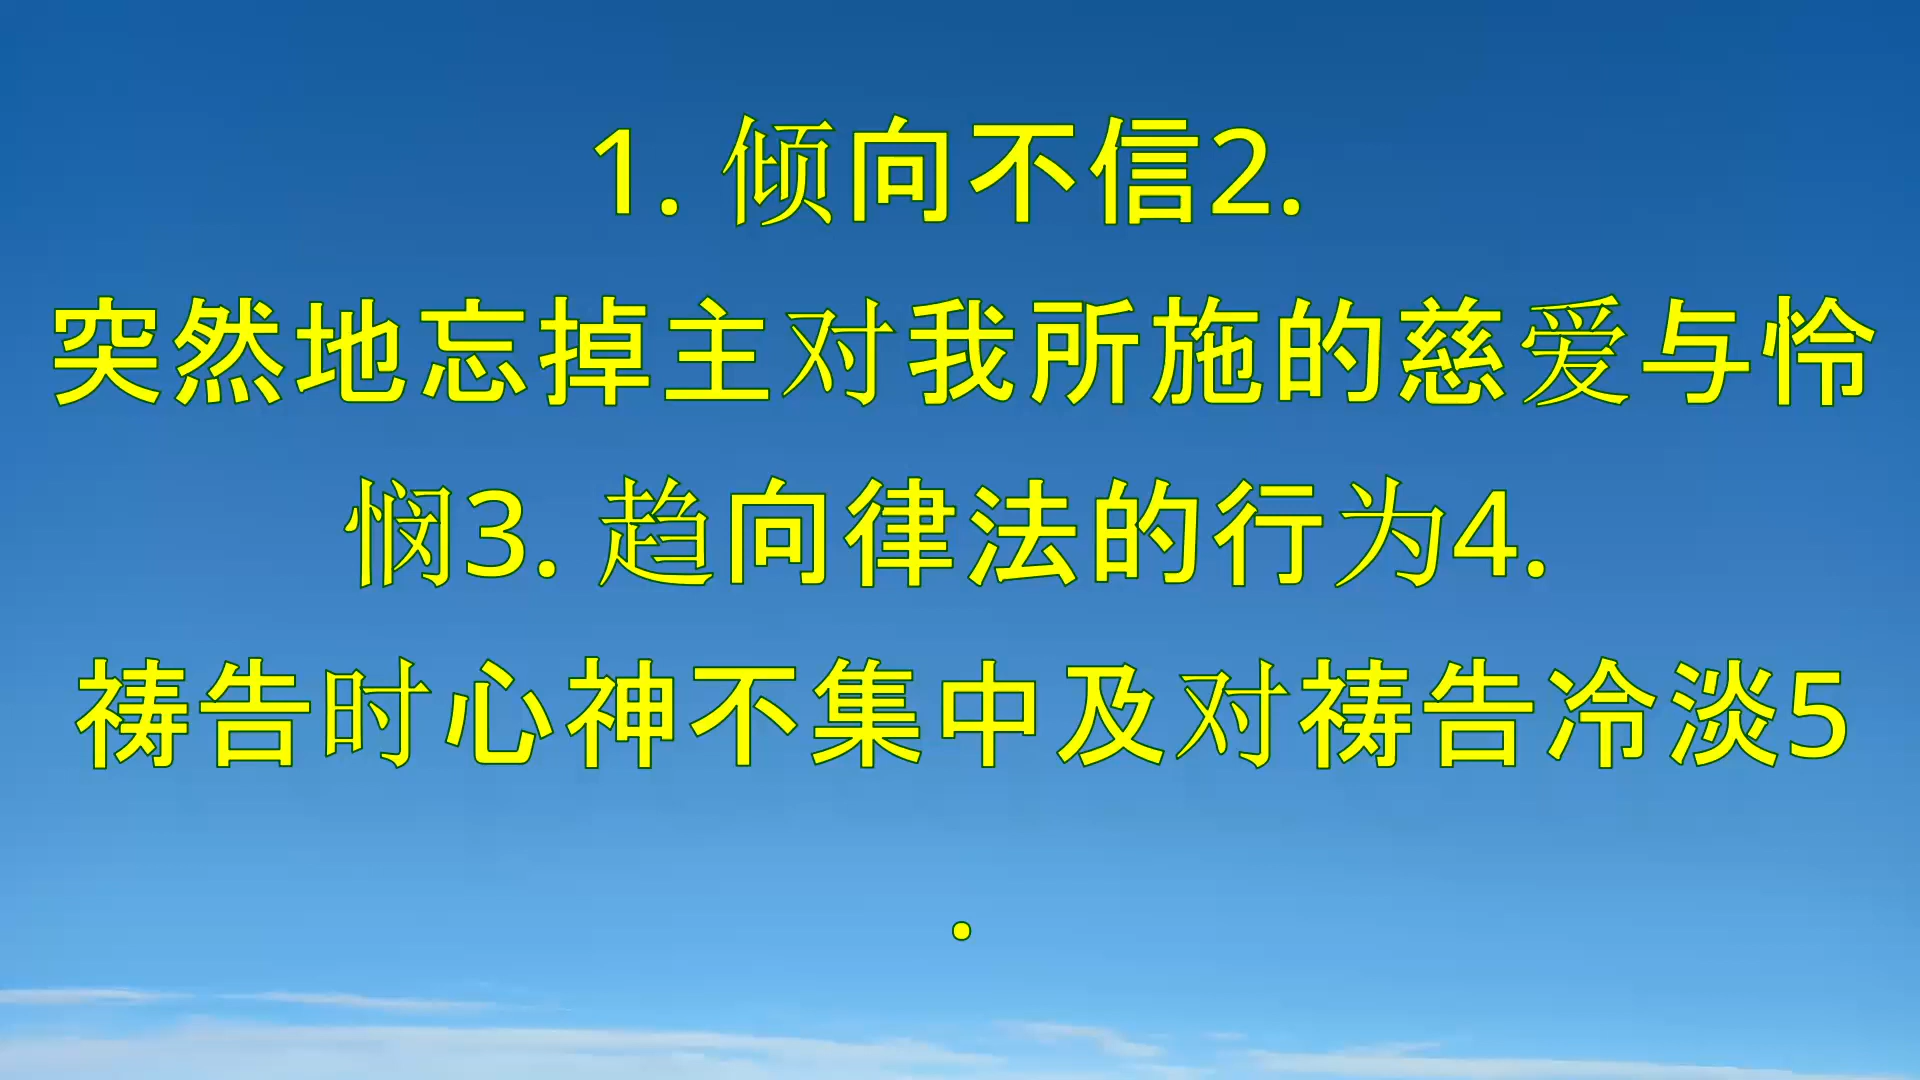 1. 倾向不信2.
突然地忘掉主对我所施的慈爱与怜
悯3. 趋向律法的行为4.
祷告时心神不集中及对祷告冷淡5
.